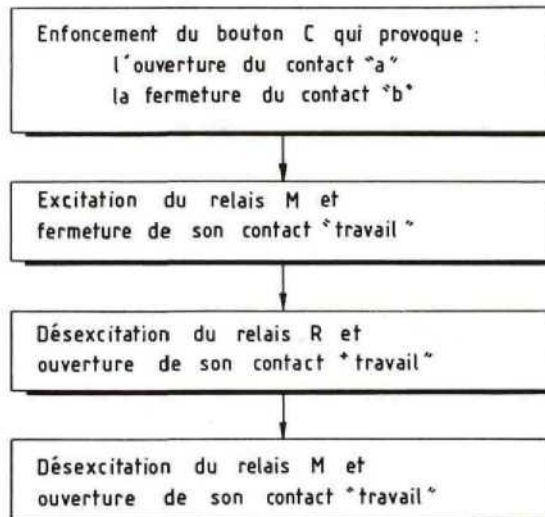 Enfoncement du bouton C qui provoque :
l'ouverture du contact "a"
la fermeture du contact "b"
Excitation du relais M et
fermeture de son contact "travail"
Désexcitation du relais R et
ouverture de son contact "travail"
Désexcitation du relais M et
ouverture de son contact "travail"